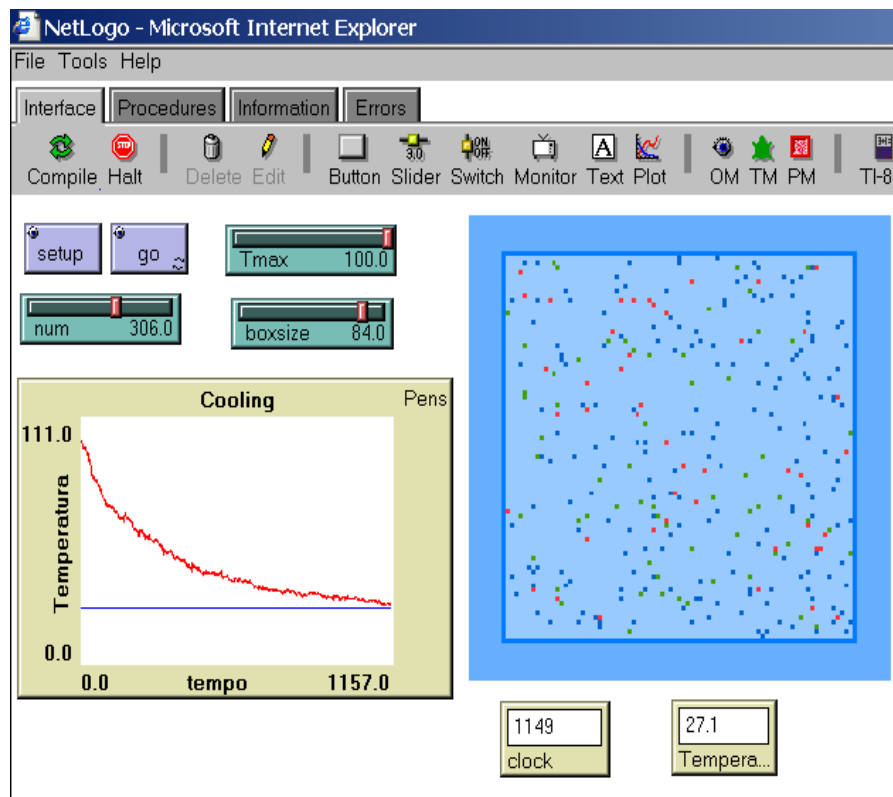 NetLogo - Microsoft Internet Explorer
File Tools Help
Interface Procedures Information Errors
STOP 3.0 ON OFF A
Compile Halt Delete Edit Button Slider Switch Monitor Text Plot OM TM PM TI-8
setup go Tmax 100.0
num 306.0 boxsize 84.0
Cooling Pens
111.0
Temperatura
0.0
0.0 tempo 1157.0
1149 27.1
clock Tempera...